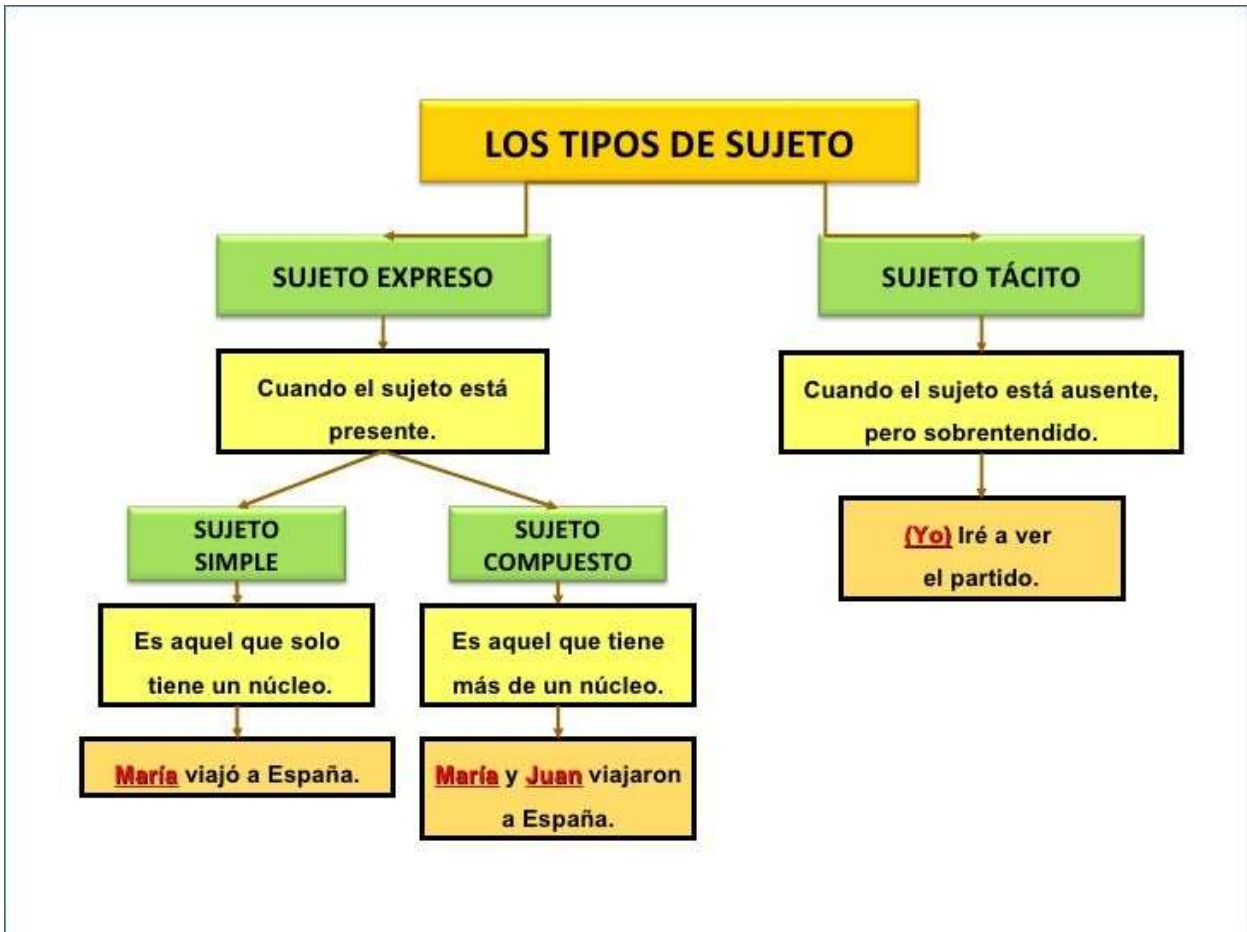 LOS TIPOS DE SUJETO
SUJETO EXPRESO
Cuando el sujeto está
presente.
SUJETO
SIMPLE
Es aquel que solo
tiene un núcleo.
María viajó a España.
SUJETO
COMPUESTO
Es aquel que tiene
más de un núcleo.
María y Juan viajaron
a España.
SUJETO TÁCITO
Cuando el sujeto está ausente,
pero sobrentendido.
(Yo) Iré a ver
el partido.